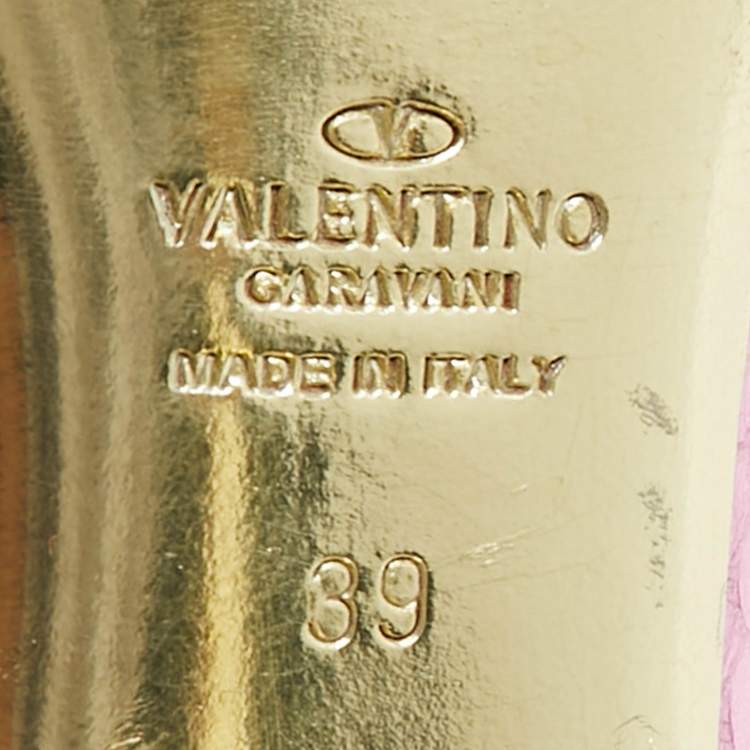 V
VALENTINO
GARAVANI
MADE IN ITALY
39